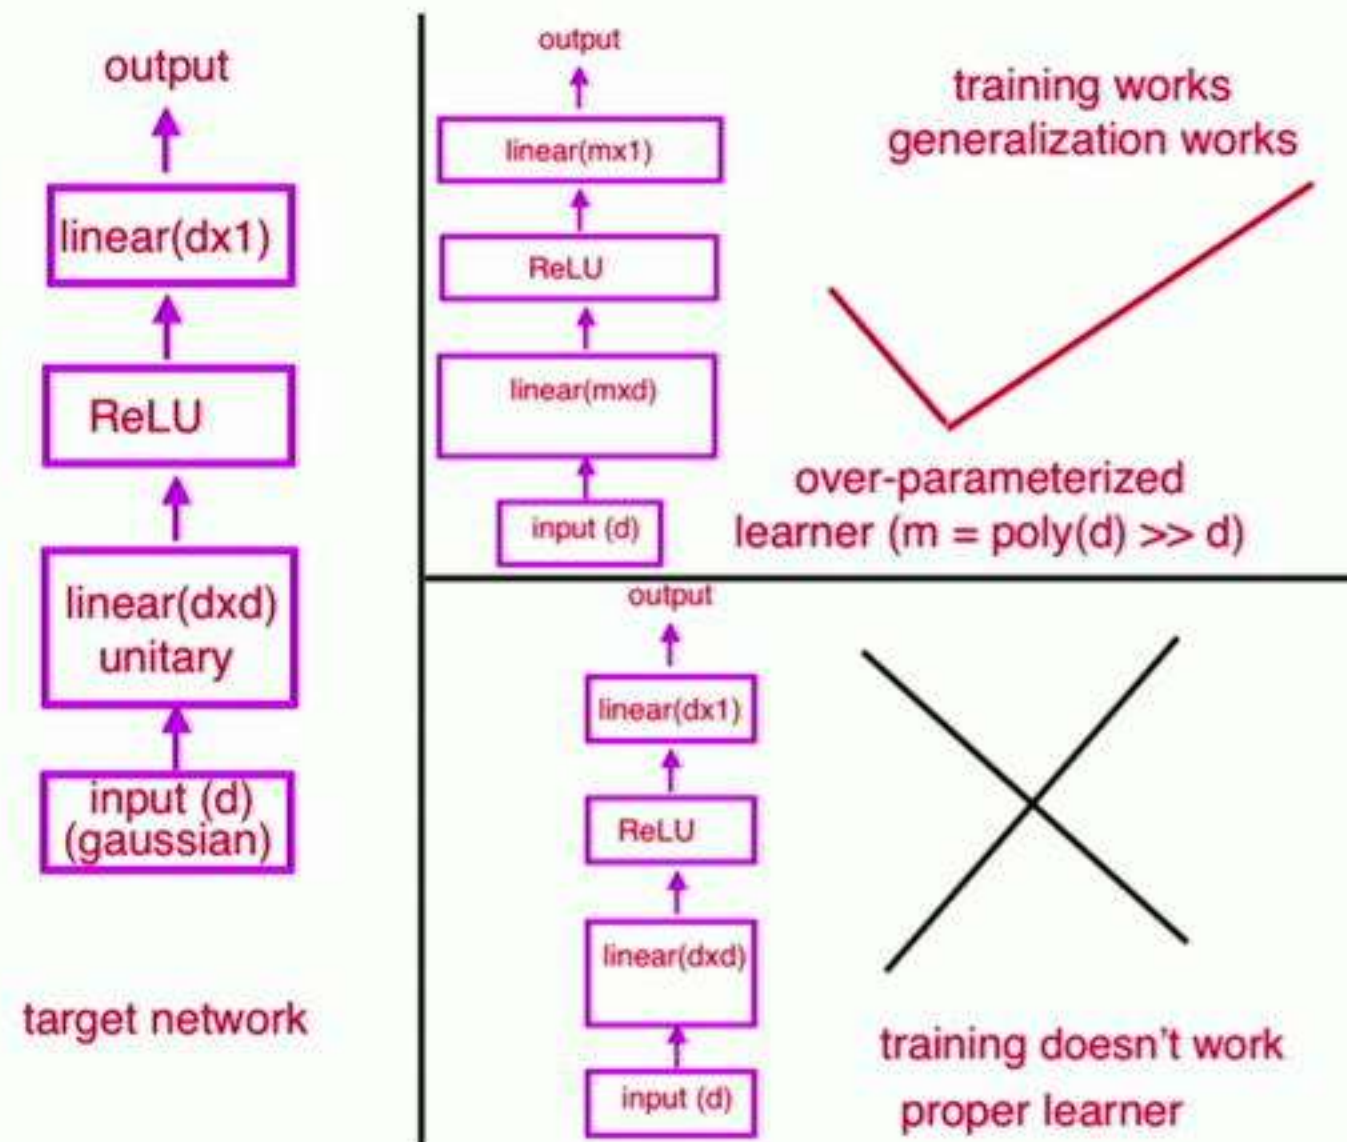 output
linear(dx1)
ReLU
linear(dxd)
unitary
input (d)
(gaussian)
target network
output
linear(mx1)
ReLU
linear(mxd)
input (d)
training works
generalization works
over-parameterized
learner (m = poly(d) >> d)
output
linear(dx1)
ReLU
linear(dxd)
input (d)
training doesn't work
proper learner